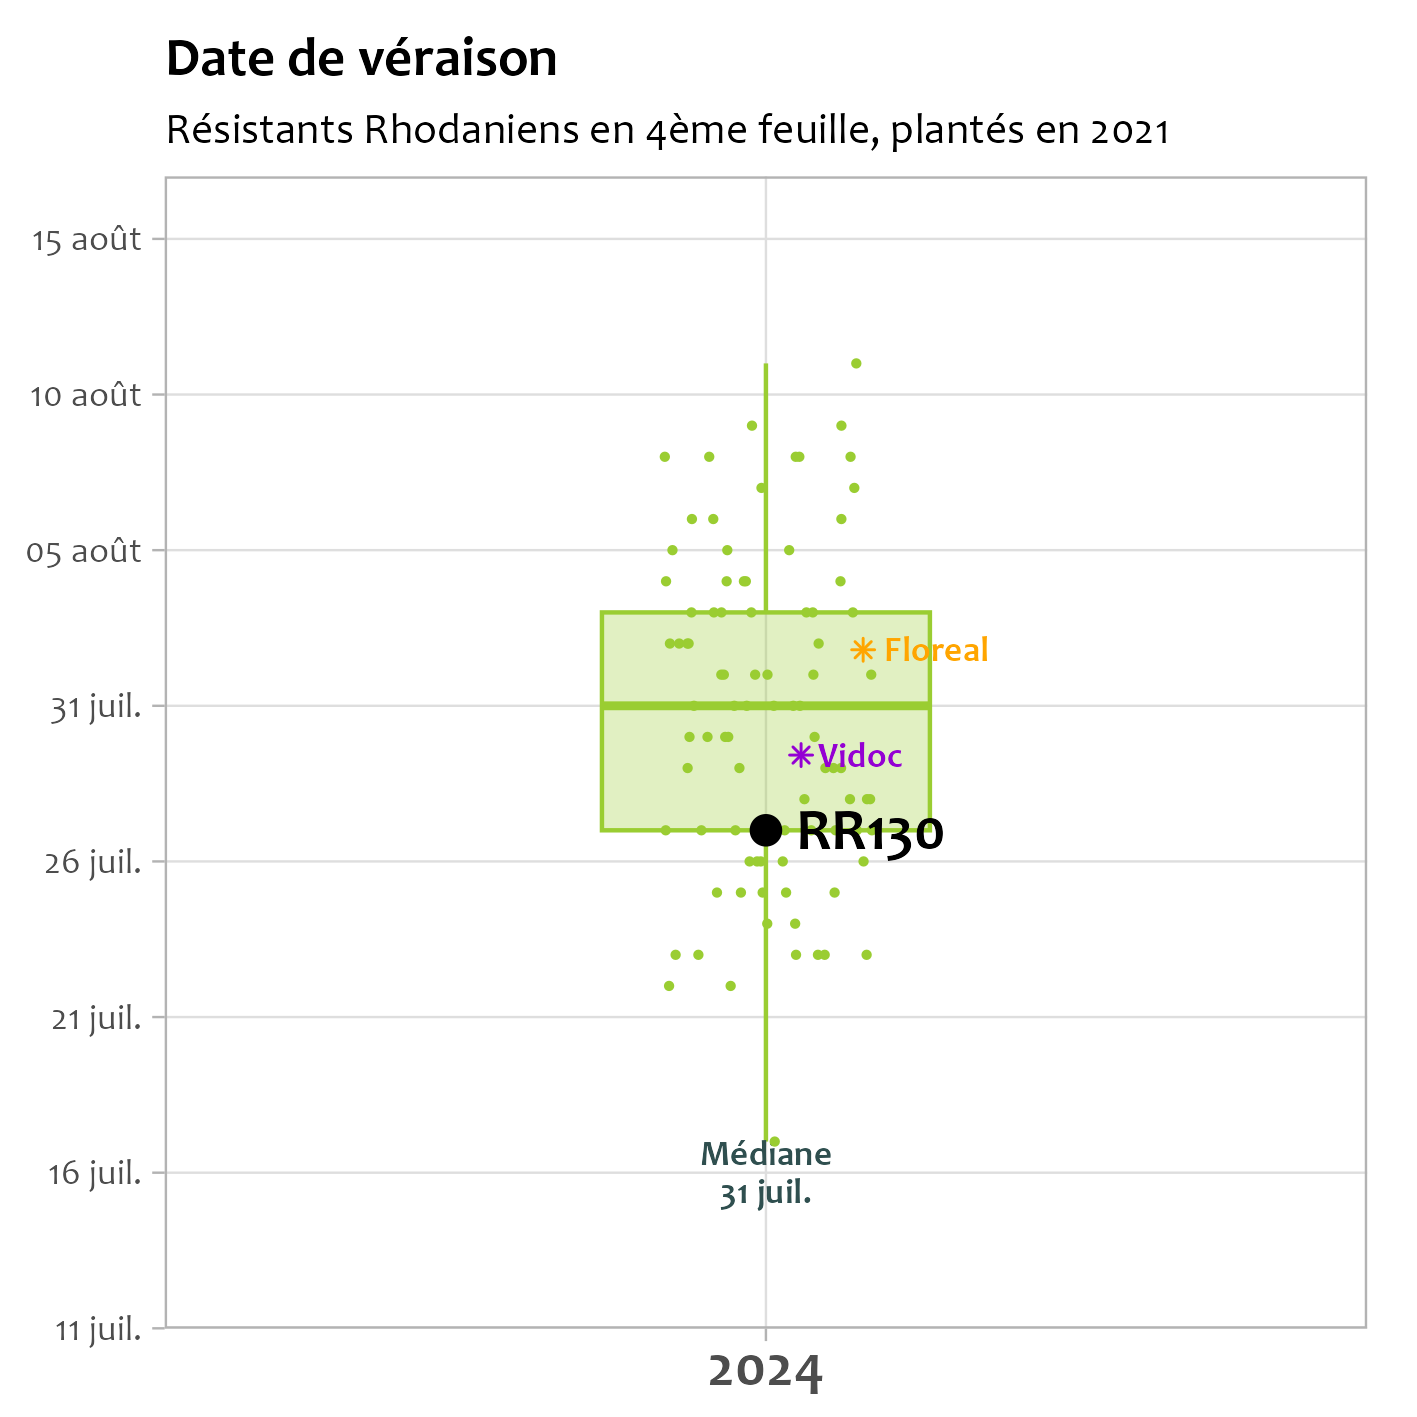 Date de véraison
Résistants Rhodaniens en 4ème feuille, plantés en 2021
15 août
10 août
05 août
31 juil.
26 juil.
21 juil.
16 juil.
11 juil.
Floreal
Vidoc
RR130
Médiane
31 juil.
2024